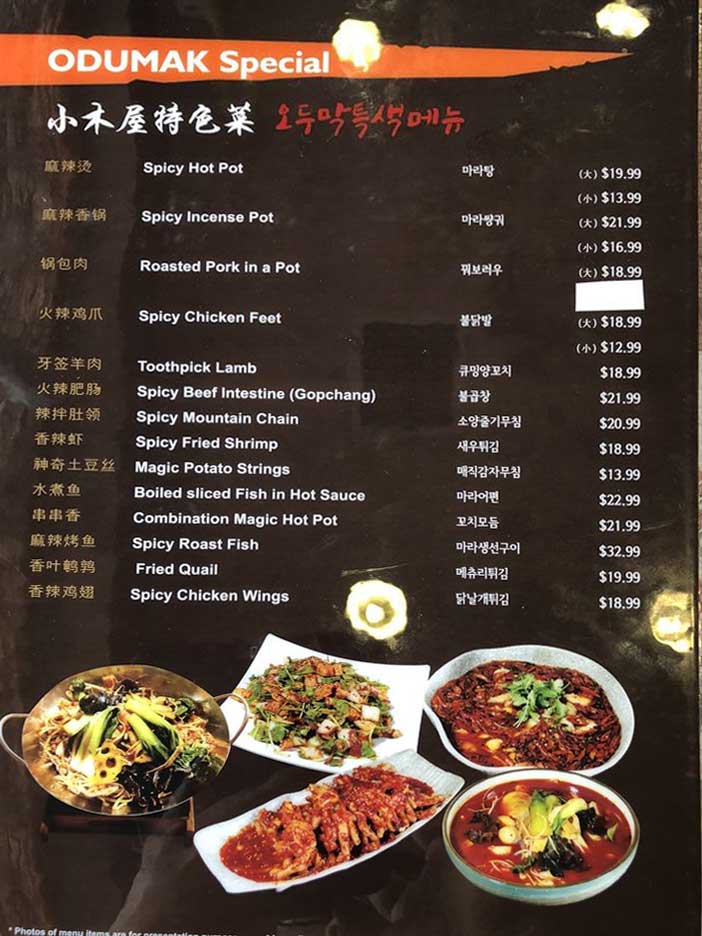 ODUMAK Special
小木屋特色菜 오두막특색메뉴
麻辣烫 Spicy Hot Pot 마라탕 (大) $19.99
(小) $13.99
麻辣香锅 Spicy Incense Pot 마라썅궈 (大) $21.99
(小) $16.99
锅包肉 Roasted Pork in a Pot 꿔보러우 (大) $18.99
火辣鸡爪 Spicy Chicken Feet 불닭발 (大) $18.99
(小) $12.99
牙签羊肉 Toothpick Lamb 큐밍양꼬치 $18.99
火辣肥肠 Spicy Beef Intestine (Gopchang) 불곱창 $21.99
辣拌肚领 Spicy Mountain Chain 소양줄기무침 $20.99
香辣虾 Spicy Fried Shrimp 새우튀김 $18.99
神奇土豆丝 Magic Potato Strings 매직감자무침 $13.99
水煮鱼 Boiled sliced Fish in Hot Sauce 마라어편 $22.99
串串香 Combination Magic Hot Pot 꼬치모듬 $21.99
麻辣烤鱼 Spicy Roast Fish 마라생선구이 $32.99
香叶鹌鹑 Fried Quail 메츄리튀김 $19.99
香辣鸡翅 Spicy Chicken Wings 닭날개튀김 $18.99
* Photos of menu items are for presentation